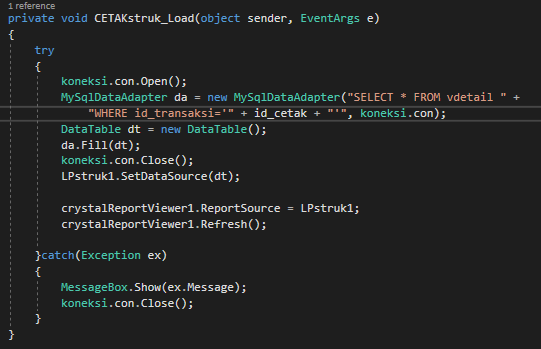 1 reference
private void CETAKstruk_Load(object sender, EventArgs e)
{
try
{
koneksi.con.Open();
MySqlDataAdapter da = new MySqlDataAdapter("SELECT * FROM vdetail " +
"WHERE id_transaksi='" + id_cetak + "'", koneksi.con);
DataTable dt = new DataTable();
da.Fill(dt);
koneksi.con.Close();
LPstruk1.SetDataSource(dt);
crystalReportViewer1.ReportSource = LPstruk1;
crystalReportViewer1.Refresh();
}catch(Exception ex)
{
MessageBox.Show(ex.Message);
koneksi.con.Close();
}
}